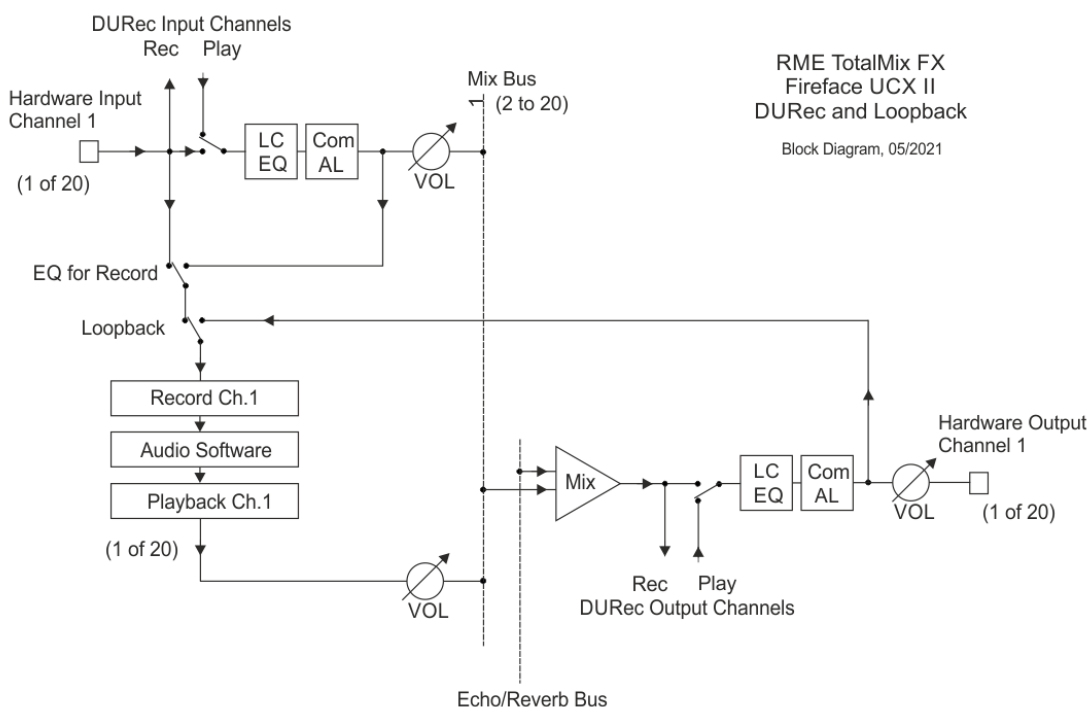 DURec Input Channels
Rec Play
Hardware Input
Channel 1
(1 of 20)
LC
EQ
Com
AL
VOL
Mix Bus
1
(2 to 20)
RME TotalMix FX
Fireface UCX II
DURec and Loopback
Block Diagram, 05/2021
EQ for Record
Loopback
Record Ch.1
Audio Software
Playback Ch.1
(1 of 20)
VOL
Mix
LC
EQ
Com
AL
VOL
Hardware Output
Channel 1
(1 of 20)
Rec Play
DURec Output Channels
Echo/Reverb Bus